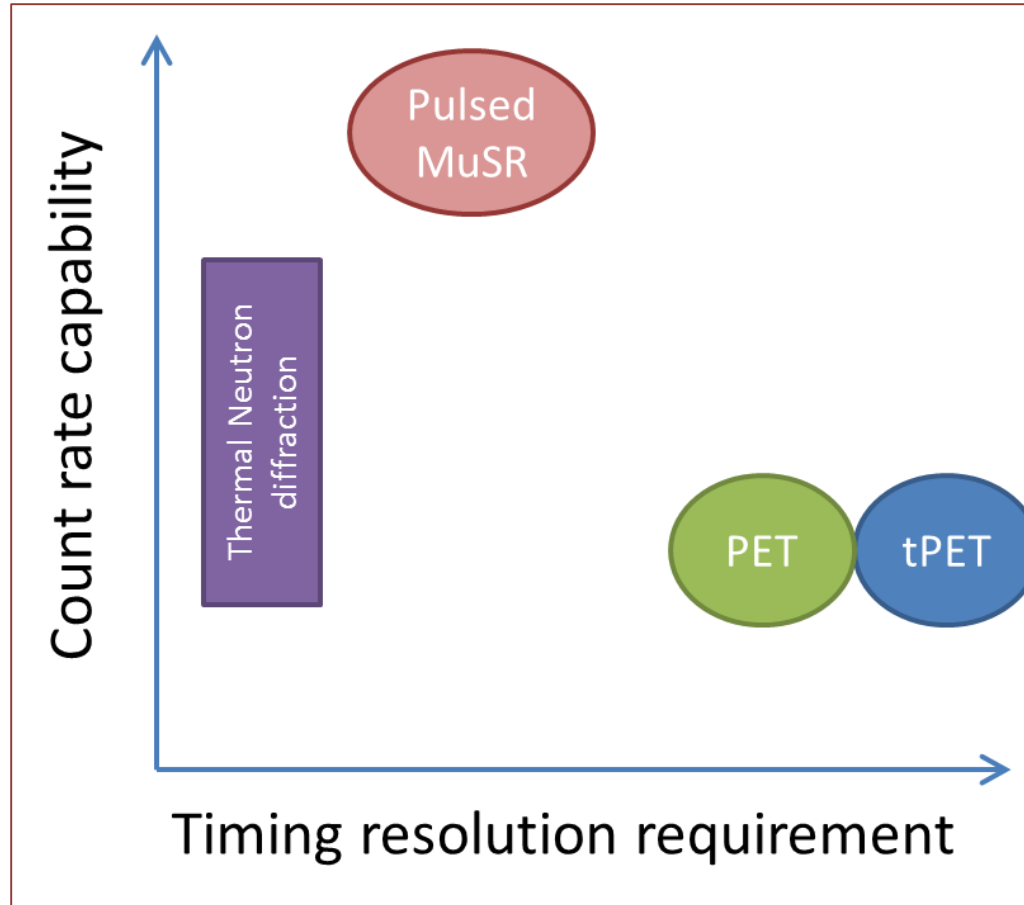 Count rate capability
Pulsed
MuSR
Thermal Neutron
diffraction
PET
tPET
Timing resolution requirement